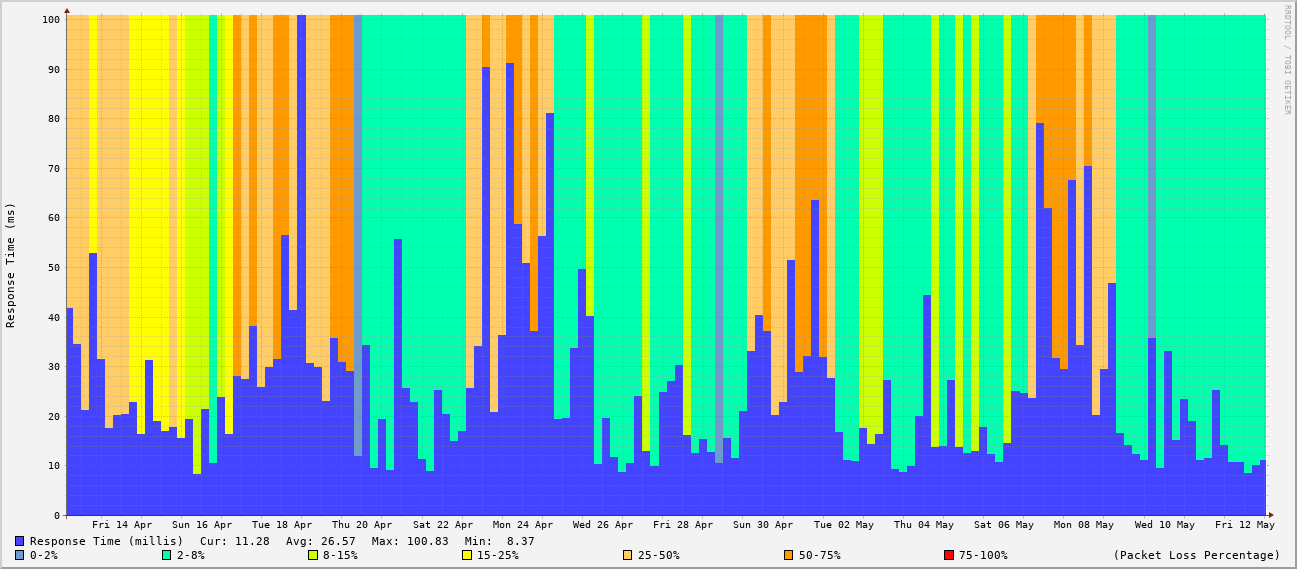 RRDTOOL / TOBI OETIKER
Response Time (ms)
100
90
80
70
60
50
40
30
20
10
0
Fri 14 Apr Sun 16 Apr Tue 18 Apr Thu 20 Apr Sat 22 Apr Mon 24 Apr Wed 26 Apr Fri 28 Apr Sun 30 Apr Tue 02 May Thu 04 May Sat 06 May Mon 08 May Wed 10 May Fri 12 May
Response Time (millis) Cur: 11.28 Avg: 26.57 Max: 100.83 Min: 8.37
0-2% 2-8% 8-15% 15-25% 25-50% 50-75% 75-100% (Packet Loss Percentage)